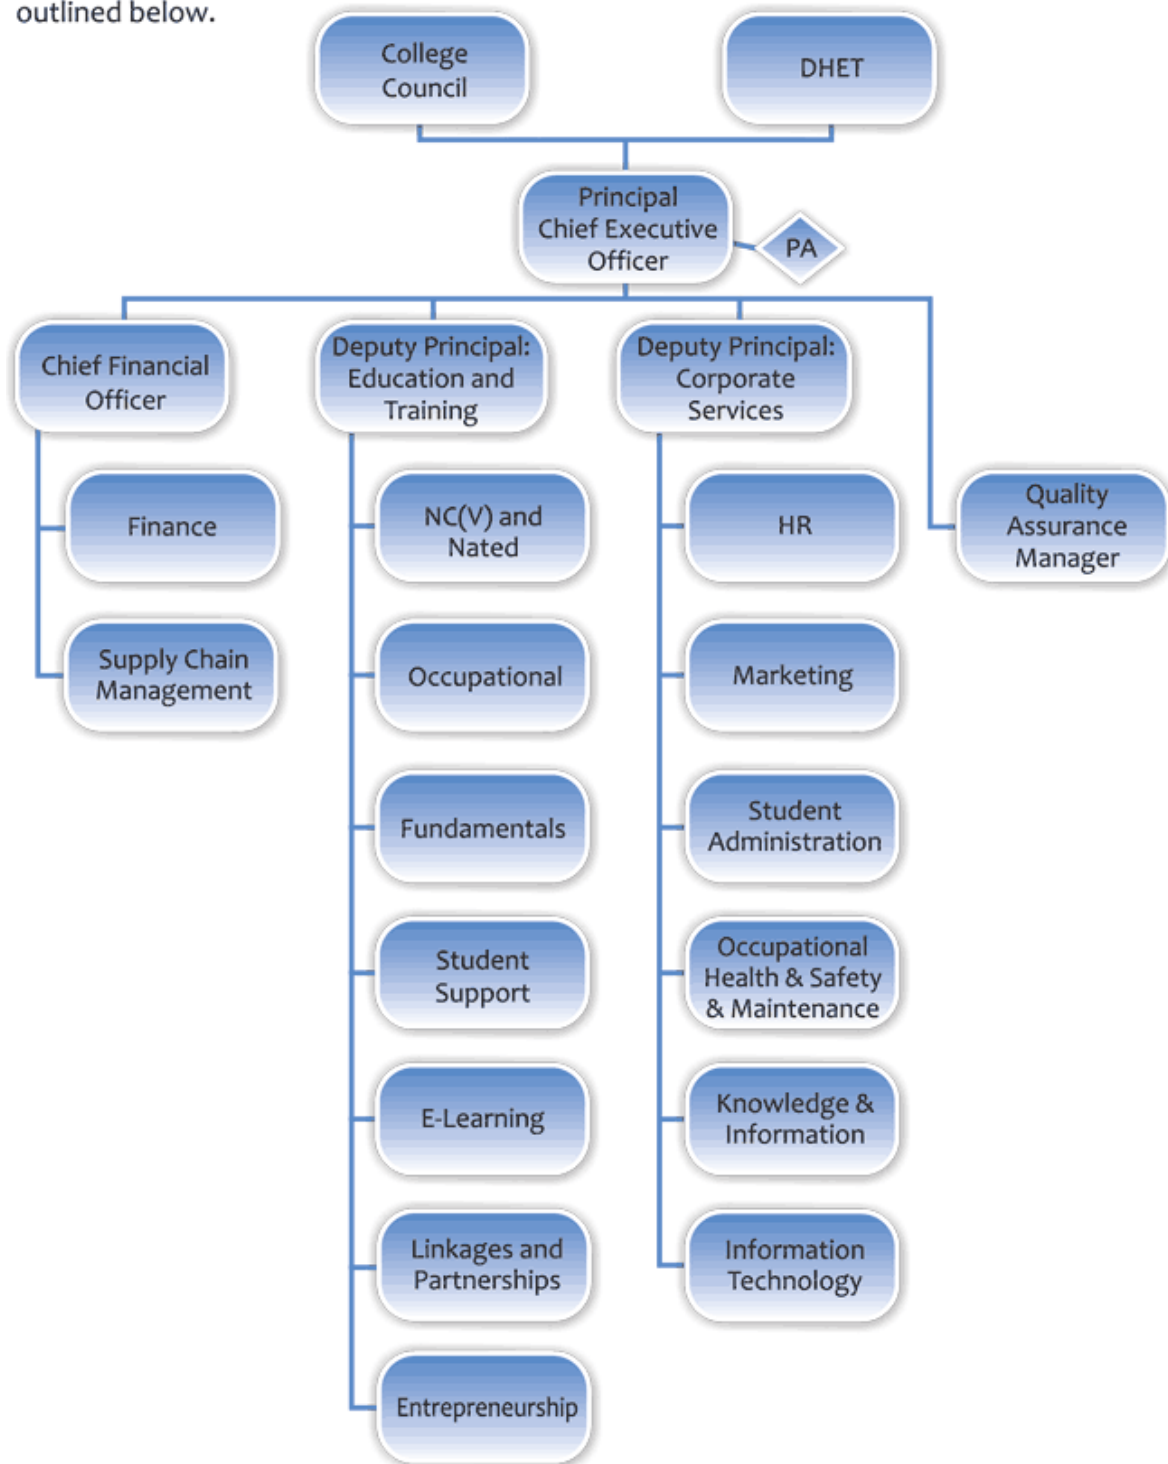 outlined below.
College
Council
DHET
Principal
Chief Executive
Officer
PA
Chief Financial
Officer
Deputy Principal:
Education and
Training
Deputy Principal:
Corporate
Services
Finance
Supply Chain
Management
NC(V) and
Nated
Occupational
Fundamentals
Student
Support
E-Learning
Linkages and
Partnerships
Entrepreneurship
HR
Marketing
Student
Administration
Occupational
Health & Safety
& Maintenance
Knowledge &
Information
Information
Technology
Quality
Assurance
Manager